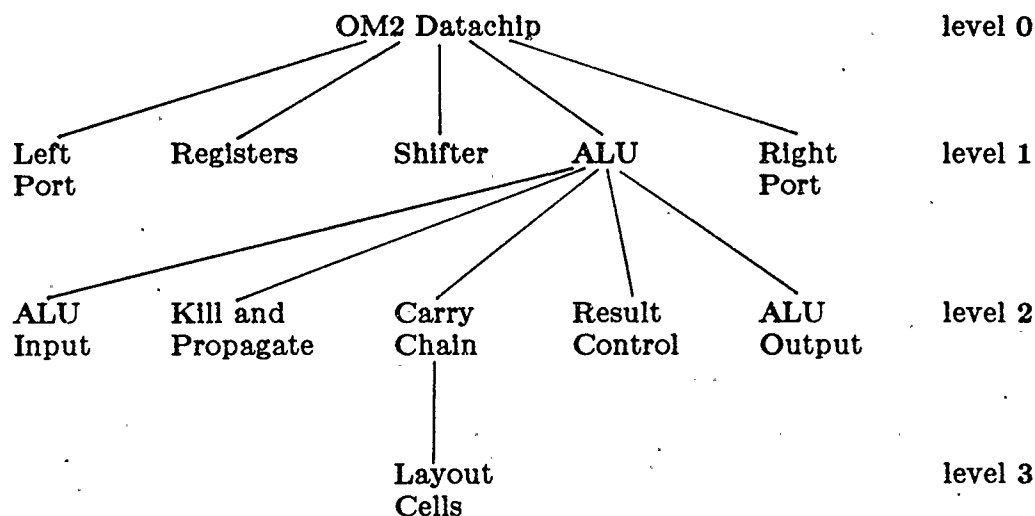 OM2 Datachip level 0
Left Registers Shifter ALU Right level 1
Port Port
ALU Kill and Carry Result ALU level 2
Input Propagate Chain Control Output
Layout level 3
Cells